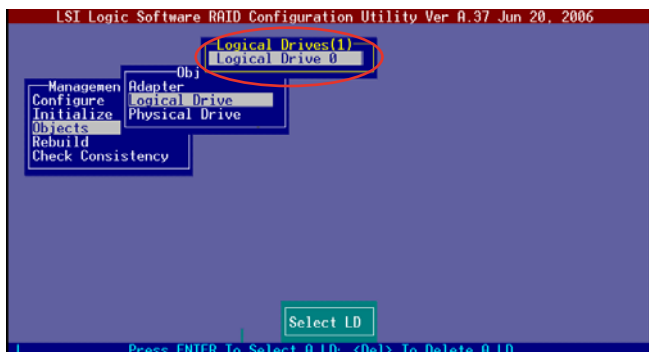 LSI Logic Software RAID Configuration Utility Ver A.37 Jun 20, 2006
Logical Drives(1)
Logical Drive 0
Obj
Adapter
Logical Drive
Physical Drive
Managemen
Configure
Initialize
Objects
Rebuild
Check Consistency
Select LD
Press ENTER To Select A LD; <Del> To Delete A LD